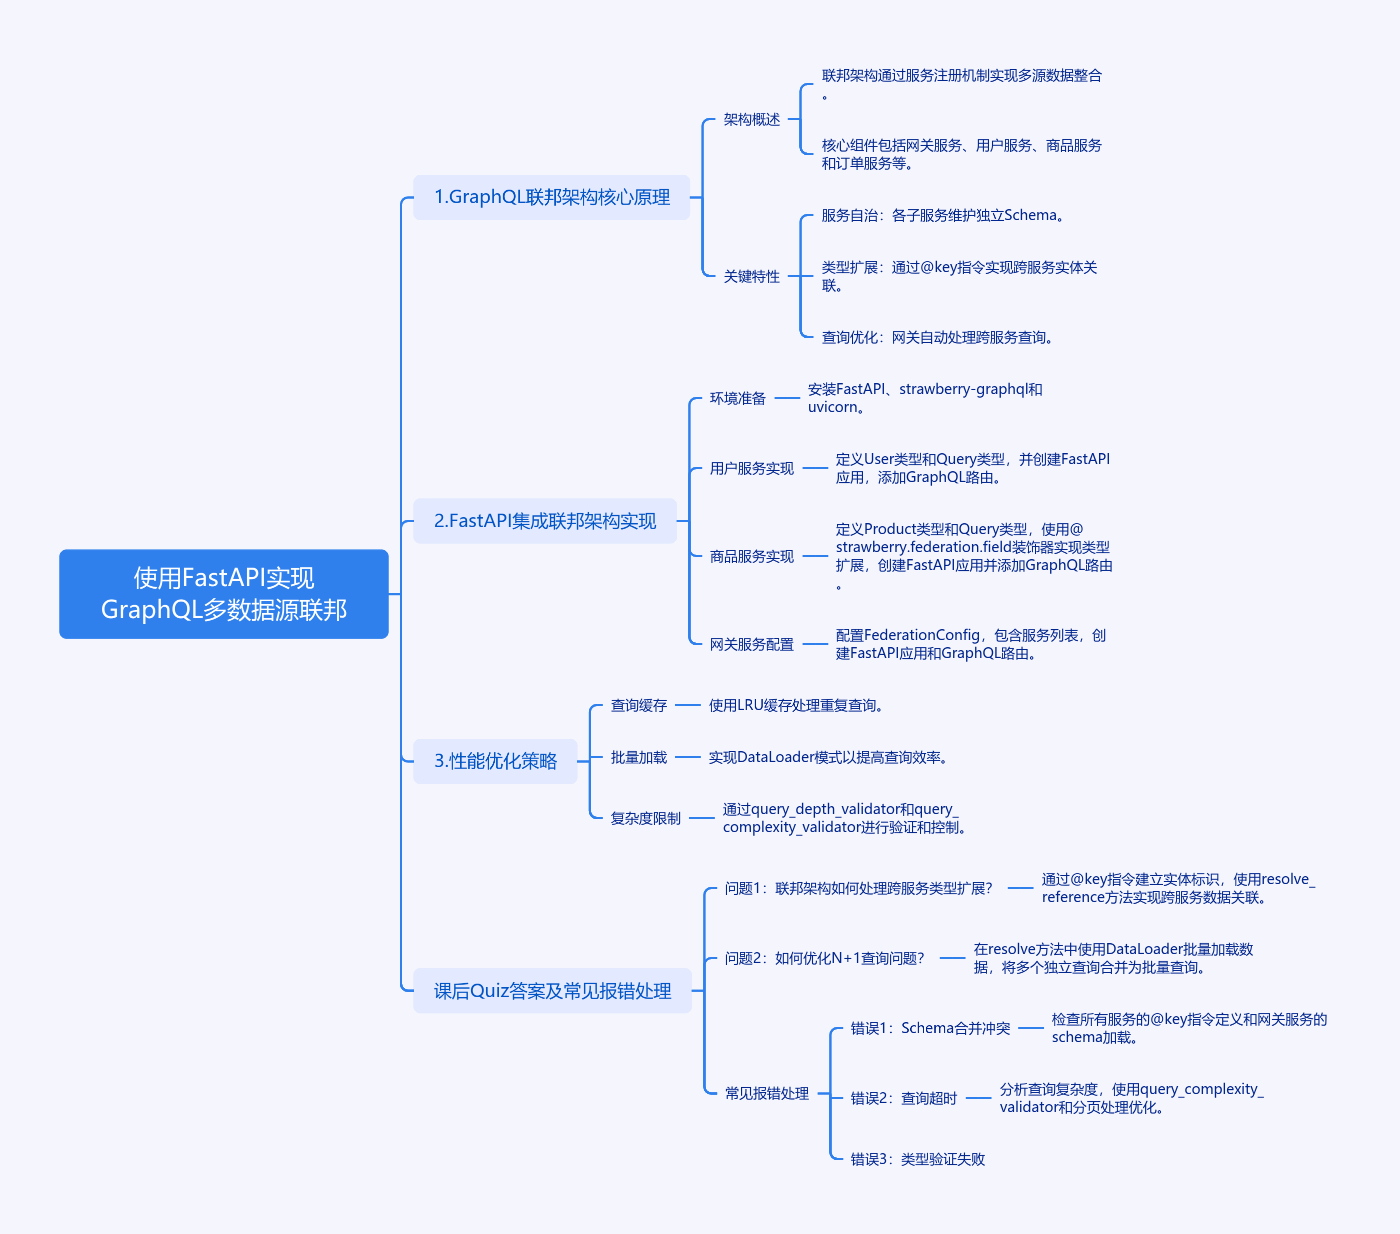 使用FastAPI实现
GraphQL多数据源联邦
1.GraphQL联邦架构核心原理
架构概述
联邦架构通过服务注册机制实现多源数据整合
。
核心组件包括网关服务、用户服务、商品服务
和订单服务等。
关键特性
服务自治：各子服务维护独立Schema。
类型扩展：通过@key指令实现跨服务实体关
联。
查询优化：网关自动处理跨服务查询。
2.FastAPI集成联邦架构实现
环境准备
安装FastAPI、strawberry-graphql和
uvicorn。
用户服务实现
定义User类型和Query类型，并创建FastAPI
应用，添加GraphQL路由。
商品服务实现
定义Product类型和Query类型，使用@
strawberry.federation.field装饰器实现类型
扩展，创建FastAPI应用并添加GraphQL路由
。
网关服务配置
配置FederationConfig，包含服务列表，创
建FastAPI应用和GraphQL路由。
3.性能优化策略
查询缓存
使用LRU缓存处理重复查询。
批量加载
实现DataLoader模式以提高查询效率。
复杂度限制
通过query_depth_validator和query_
complexity_validator进行验证和控制。
课后Quiz答案及常见报错处理
问题1：联邦架构如何处理跨服务类型扩展？
通过@key指令建立实体标识，使用resolve_
reference方法实现跨服务数据关联。
问题2：如何优化N+1查询问题？
在resolve方法中使用DataLoader批量加载数
据，将多个独立查询合并为批量查询。
常见报错处理
错误1：Schema合并冲突
检查所有服务的@key指令定义和网关服务的
schema加载。
错误2：查询超时
分析查询复杂度，使用query_complexity_
validator和分页处理优化。
错误3：类型验证失败